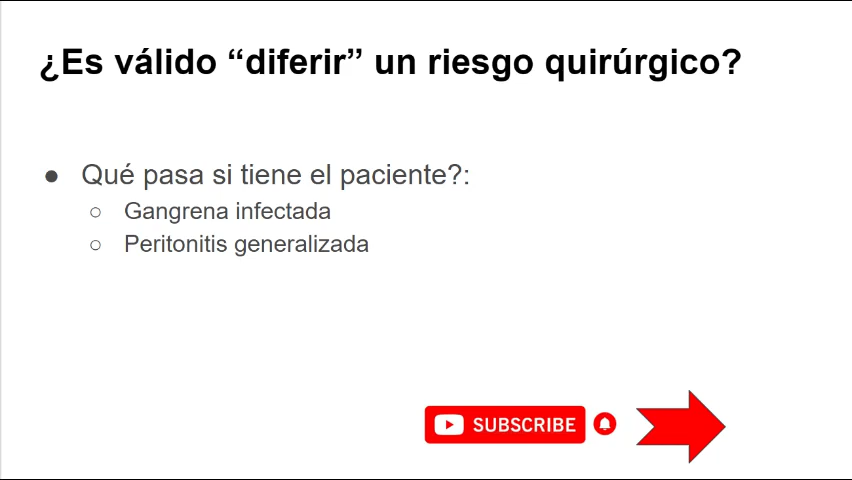 ¿Es válido “diferir” un riesgo quirúrgico?
● Qué pasa si tiene el paciente?:
○ Gangrena infectada
○ Peritonitis generalizada
SUBSCRIBE